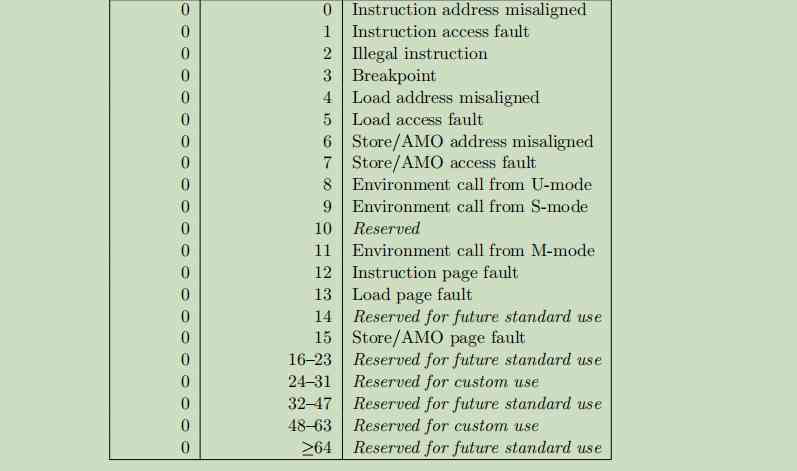 0 0 Instruction address misaligned
0 1 Instruction access fault
0 2 Illegal instruction
0 3 Breakpoint
0 4 Load address misaligned
0 5 Load access fault
0 6 Store/AMO address misaligned
0 7 Store/AMO access fault
0 8 Environment call from U-mode
0 9 Environment call from S-mode
0 10 Reserved
0 11 Environment call from M-mode
0 12 Instruction page fault
0 13 Load page fault
0 14 Reserved for future standard use
0 15 Store/AMO page fault
0 16–23 Reserved for future standard use
0 24–31 Reserved for custom use
0 32–47 Reserved for future standard use
0 48–63 Reserved for custom use
0 ≥64 Reserved for future standard use